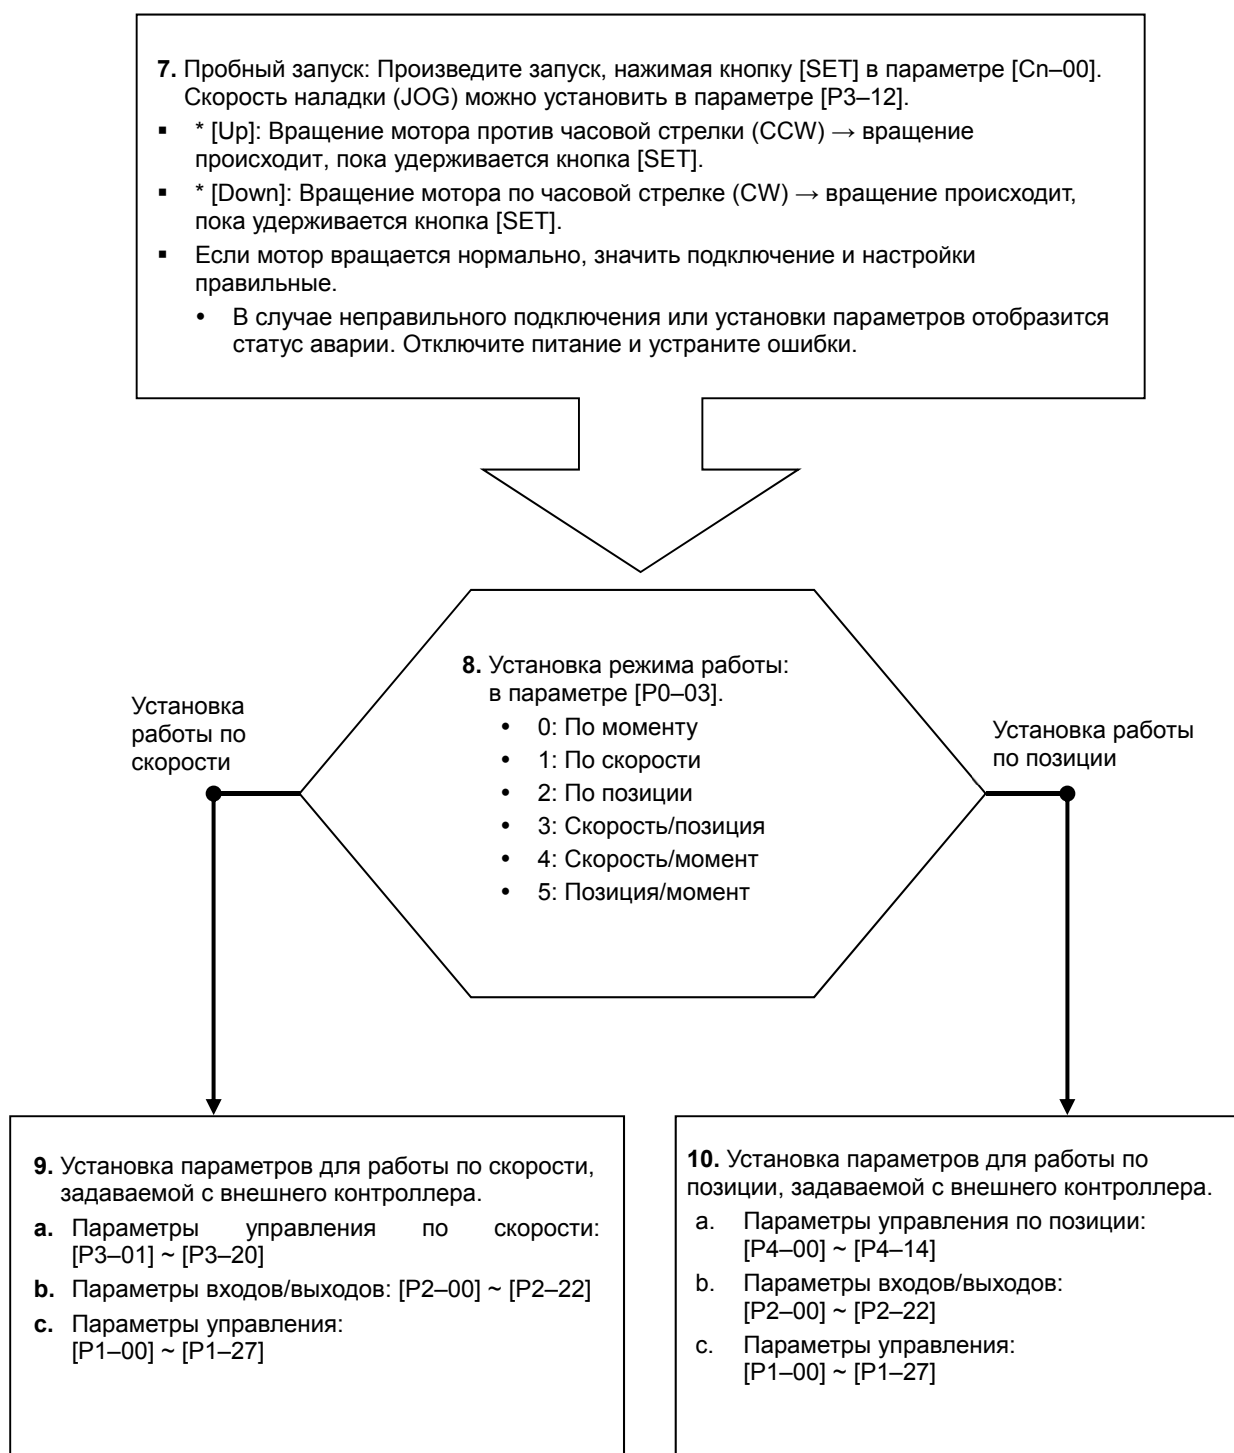 7. Пробный запуск: Произведите запуск, нажимая кнопку [SET] в параметре [Cn–00].
Скорость наладки (JOG) можно установить в параметре [P3–12].
▪ * [Up]: Вращение мотора против часовой стрелки (CCW) → вращение
происходит, пока удерживается кнопка [SET].
▪ * [Down]: Вращение мотора по часовой стрелке (CW) → вращение происходит,
пока удерживается кнопка [SET].
▪ Если мотор вращается нормально, значить подключение и настройки
правильные.
• В случае неправильного подключения или установки параметров отобразится
статус аварии. Отключите питание и устраните ошибки.
8. Установка режима работы:
в параметре [P0–03].
• 0: По моменту
• 1: По скорости
• 2: По позиции
• 3: Скорость/позиция
• 4: Скорость/момент
• 5: Позиция/момент
Установка
работы по
скорости
Установка работы
по позиции
9. Установка параметров для работы по скорости,
задаваемой с внешнего контроллера.
a. Параметры управления по скорости:
[P3–01] ~ [P3–20]
b. Параметры входов/выходов: [P2–00] ~ [P2–22]
c. Параметры управления:
[P1–00] ~ [P1–27]
10. Установка параметров для работы по
позиции, задаваемой с внешнего контроллера.
a. Параметры управления по позиции:
[P4–00] ~ [P4–14]
b. Параметры входов/выходов:
[P2–00] ~ [P2–22]
c. Параметры управления:
[P1–00] ~ [P1–27]